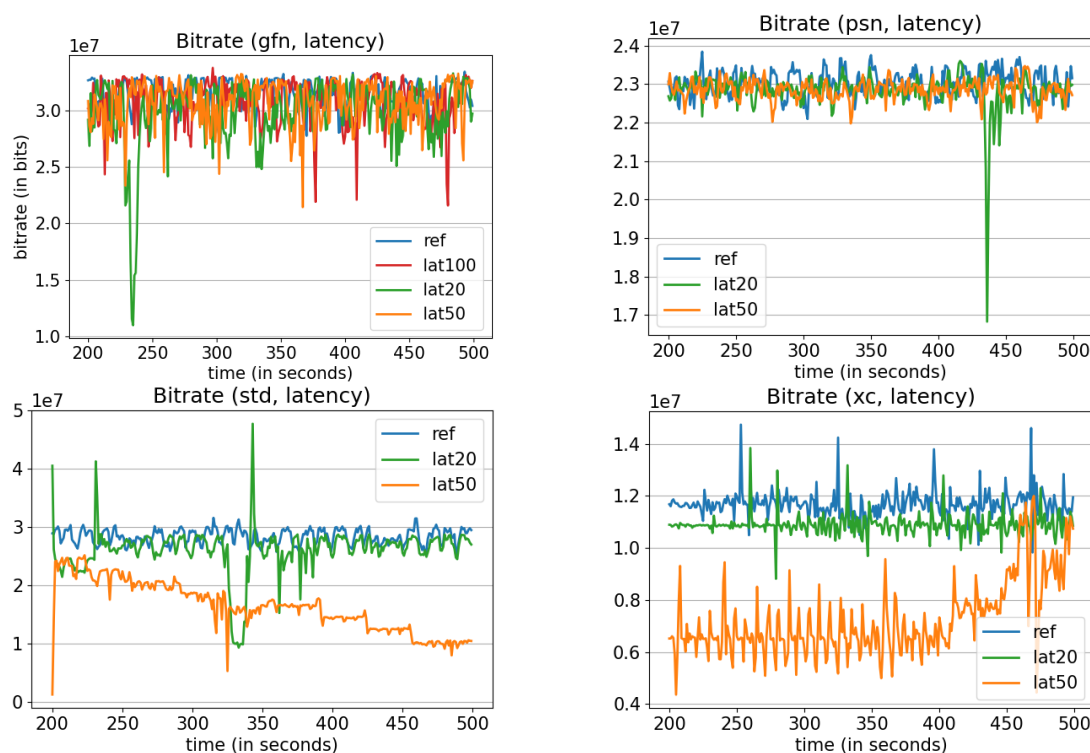 Bitrate (gfn, latency)
1e7
bitrate (in bits)
3.0
2.5
2.0
1.5
1.0
ref
lat100
lat20
lat50
200 250 300 350 400 450 500
time (in seconds)
Bitrate (psn, latency)
1e7
2.4
2.3
2.2
2.1
2.0
1.9
1.8
1.7
ref
lat20
lat50
200 250 300 350 400 450 500
time (in seconds)
Bitrate (std, latency)
1e7
5
4
3
2
1
0
ref
lat20
lat50
200 250 300 350 400 450 500
time (in seconds)
Bitrate (xc, latency)
1e7
1.4
1.2
1.0
0.8
0.6
0.4
ref
lat20
lat50
200 250 300 350 400 450 500
time (in seconds)